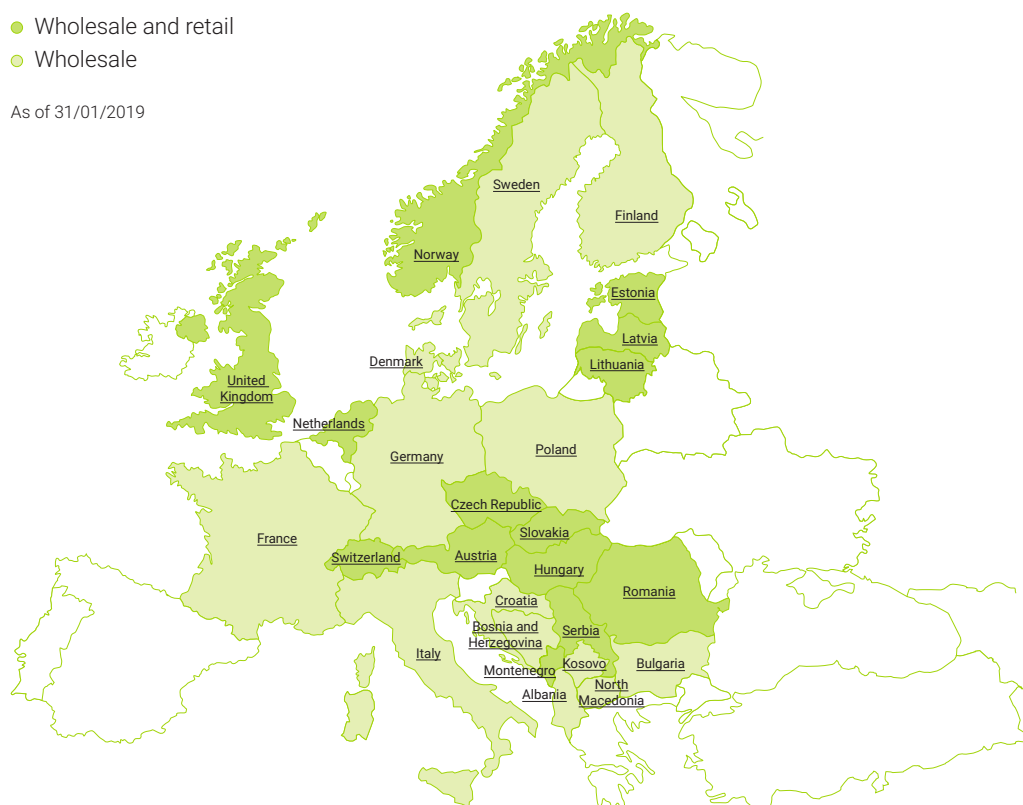 Wholesale and retail
Wholesale
As of 31/01/2019
Sweden
Finland
Norway
Estonia
Latvia
Denmark
Lithuania
United
Kingdom
Netherlands
Germany
Poland
Czech Republic
France
Slovakia
Switzerland
Austria
Hungary
Romania
Croatia
Bosnia and
Herzegovina
Serbia
Italy
Kosovo
Bulgaria
Montenegro
North
Macedonia
Albania